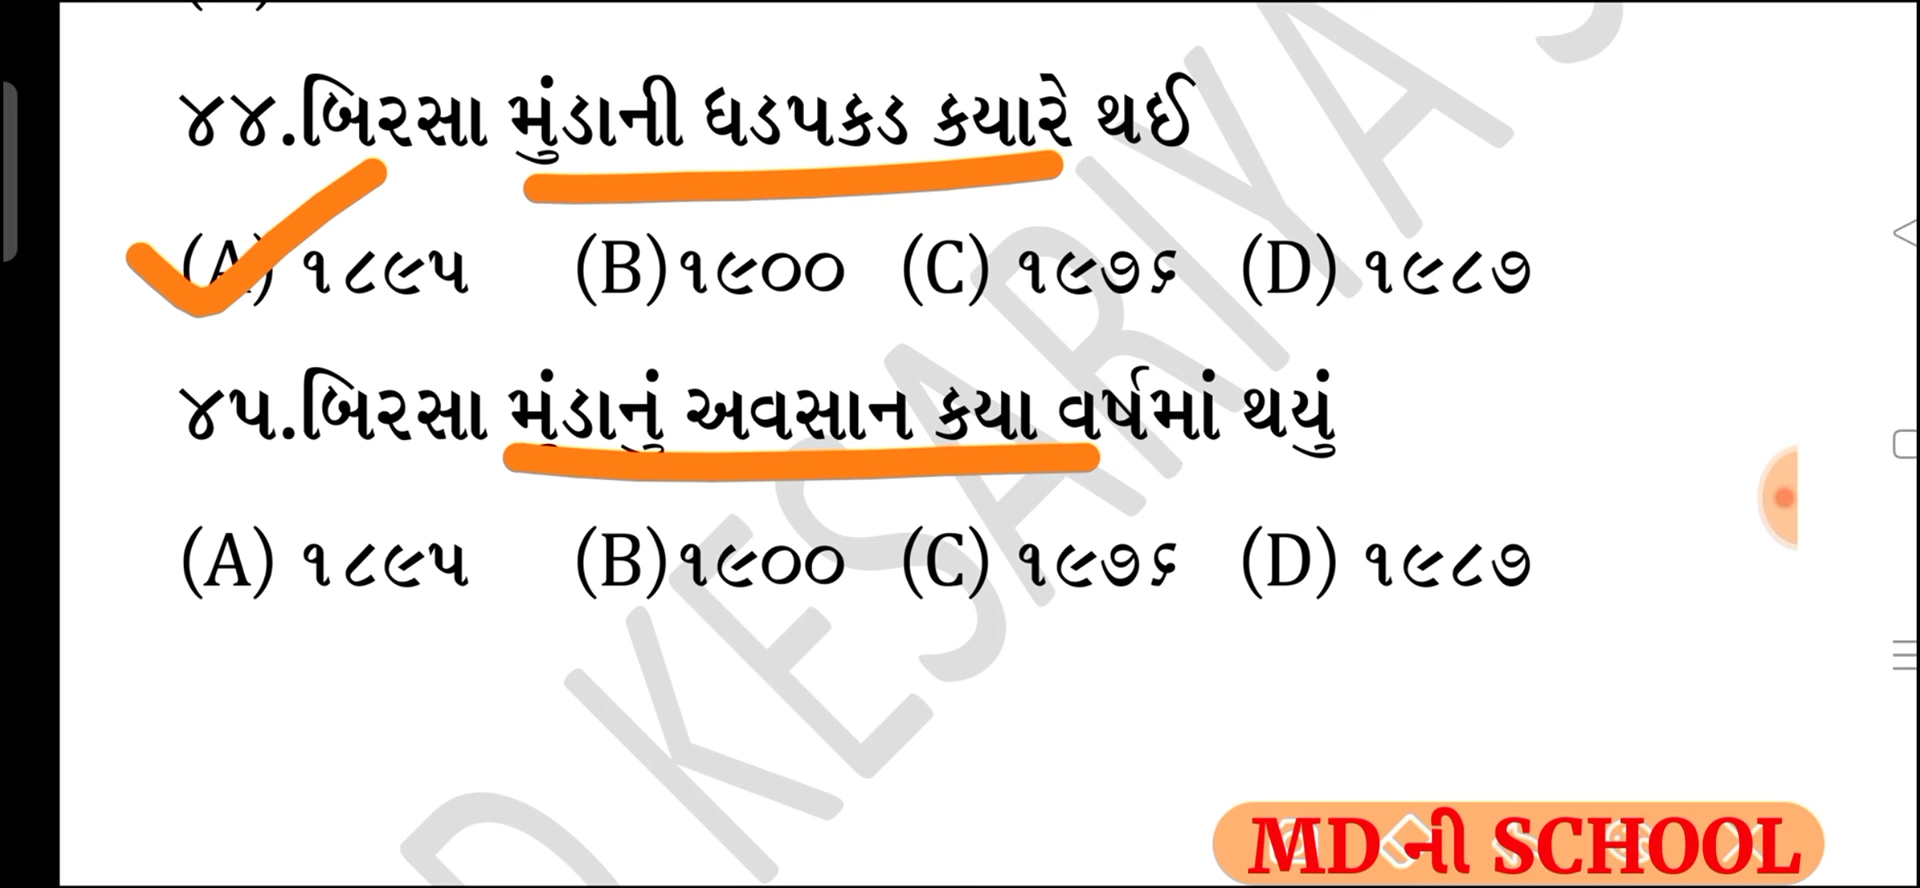 ૪૪.બિરસા મુંડાની ધડપકડ કયારે થઈ
(A) ૧૮૯૫ (B)૧૯૦૦ (C) ૧૯૭૬ (D) ૧૯૮૭
૪૫.બિરસા મુંડાનું અવસાન કયા વર્ષમાં થયું
(A) ૧૮૯૫ (B)૧૯૦૦ (C) ૧૯૭૬ (D) ૧૯૮૭
D KESARIYA S
MDની SCHOOL